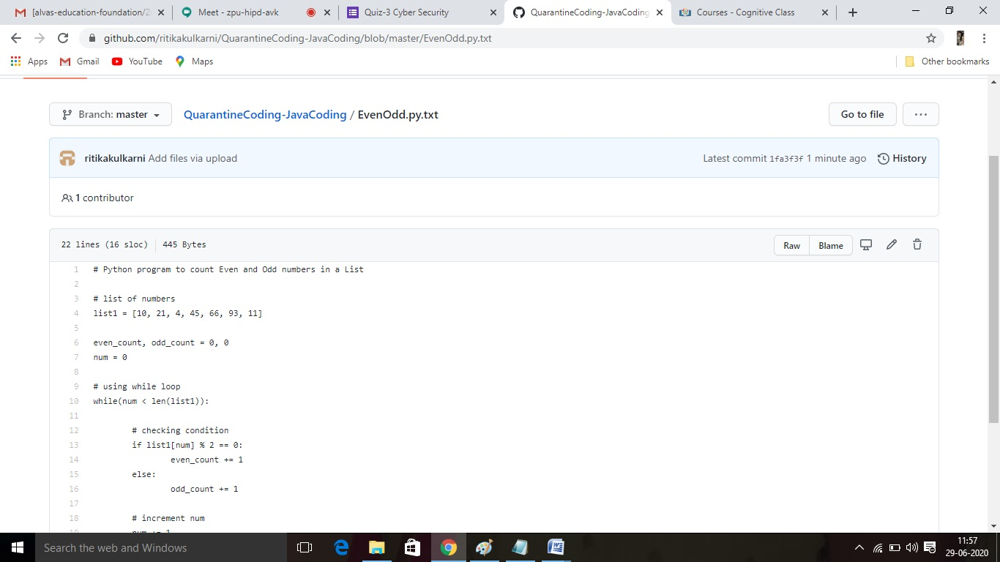 [alvas-education-foundation/2
Meet - zpu-hipd-avk
Quiz-3 Cyber Security
QuarantineCoding-JavaCoding
Courses - Cognitive Class
github.com/ritikakulkarni/QuarantineCoding-JavaCoding/blob/master/EvenOdd.py.txt
Apps
Gmail
YouTube
Maps
Other bookmarks
Branch: master
QuarantineCoding-JavaCoding / EvenOdd.py.txt
Go to file
ritikakulkarni Add files via upload
Latest commit 1fa3f3f 1 minute ago
History
1 contributor
22 lines (16 sloc)
445 Bytes
Raw
Blame
1 # Python program to count Even and Odd numbers in a List
2
3 # list of numbers
4 list1 = [10, 21, 4, 45, 66, 93, 11]
5
6 even_count, odd_count = 0, 0
7 num = 0
8
9 # using while loop
10 while(num < len(list1)):
11
12 # checking condition
13 if list1[num] % 2 == 0:
14 even_count += 1
15 else:
16 odd_count += 1
17
18 # increment num
19 num += 1
Search the web and Windows
11:57
29-06-2020